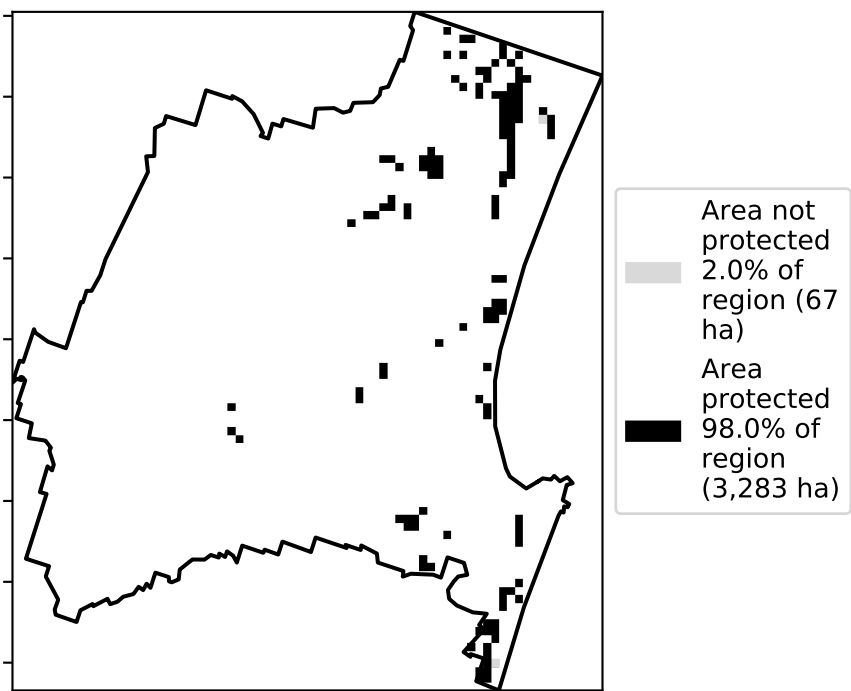 Area not
protected
2.0% of
region (67
ha)
Area
protected
98.0% of
region
(3,283 ha)